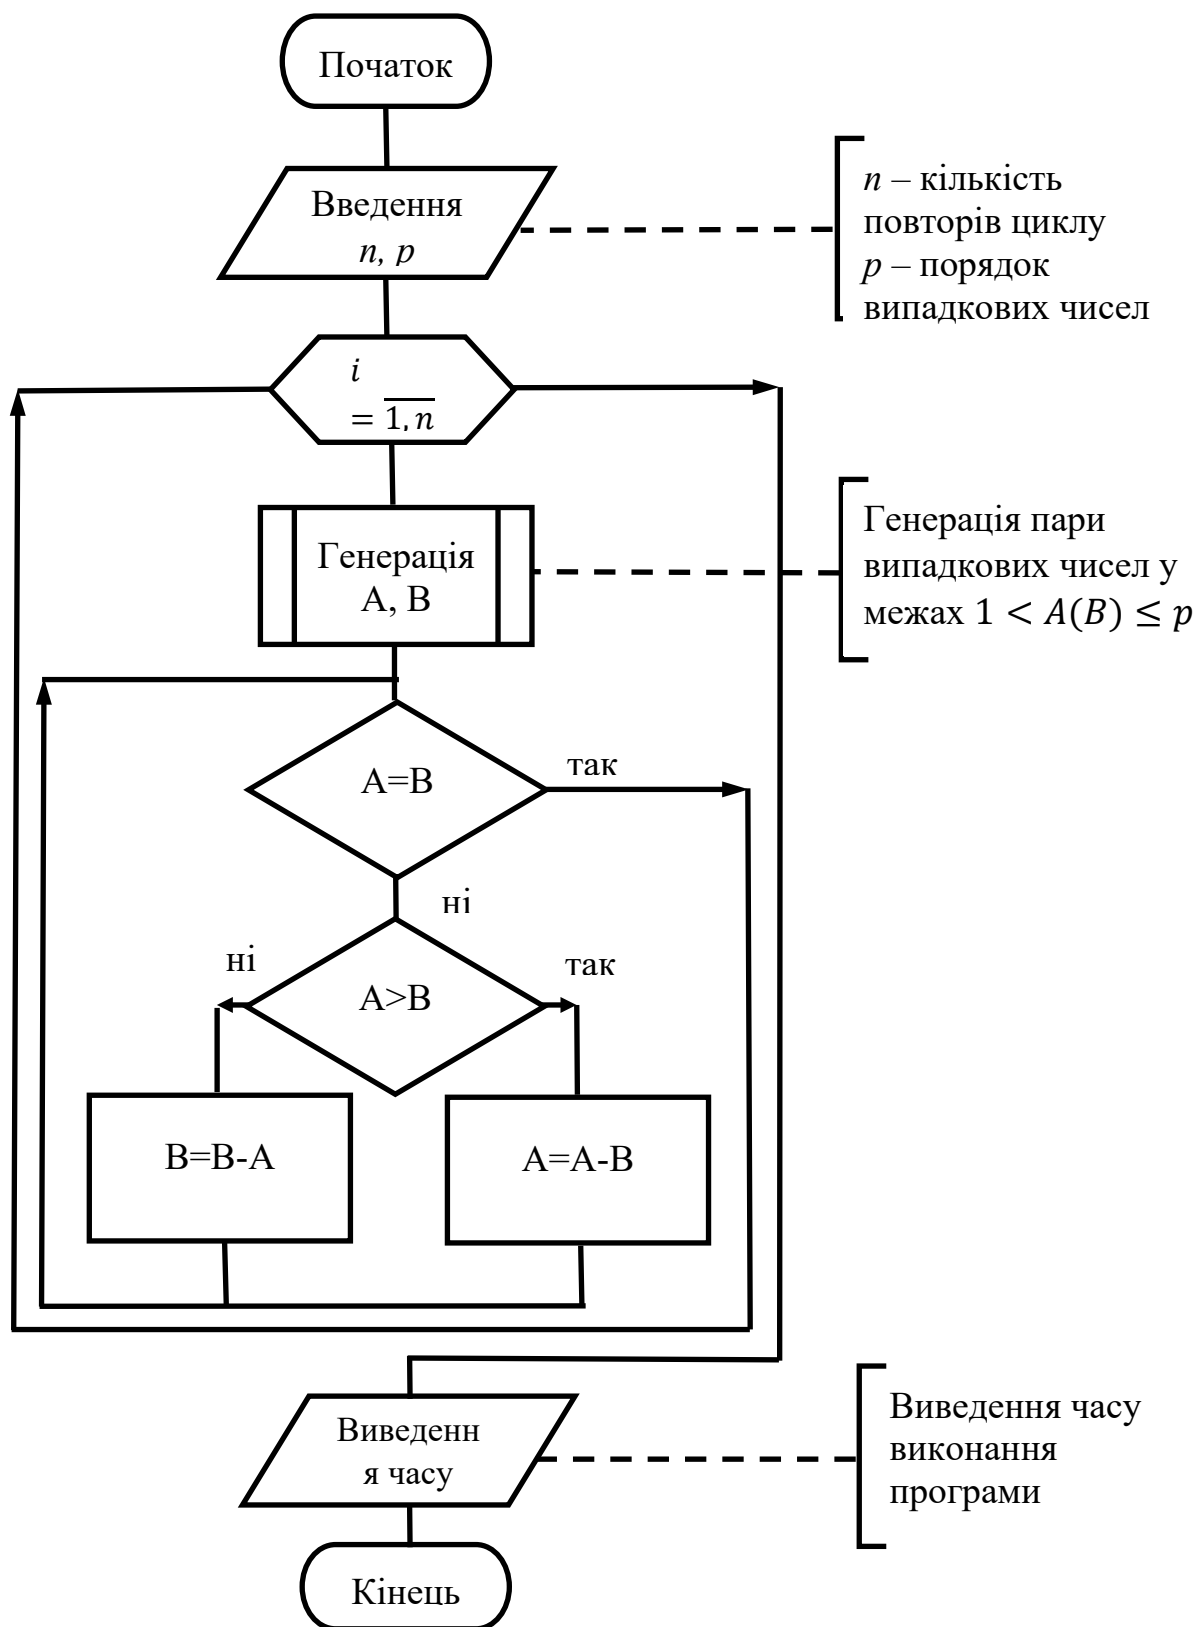 Початок
Введення
n, p
n – кількість
повторів циклу
p – порядок
випадкових чисел
i
= 1, n
Генерація
А, В
Генерація пари
випадкових чисел у
межах 1 < A(B) ≤ p
А=В
так
ні
ні
так
А>В
В=В-А
А=А-В
Виведенн
я часу
Виведення часу
виконання
програми
Кінець